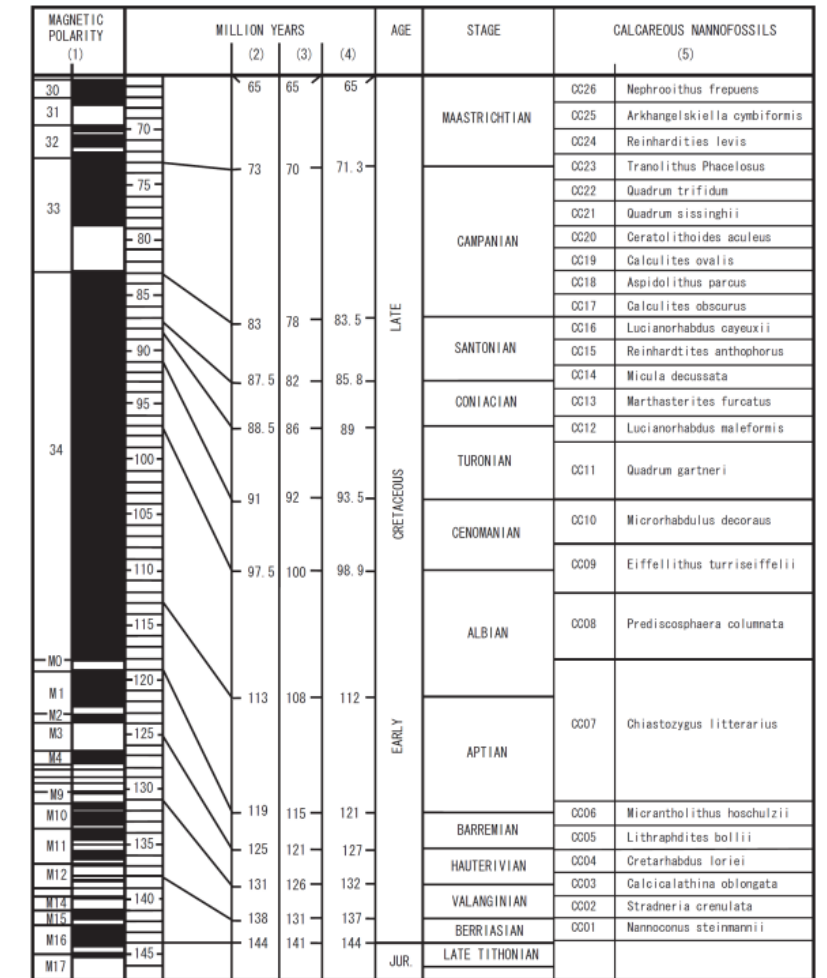 MAGNETIC POLARITY (1)
MILLION YEARS
(2) (3) (4)
AGE
STAGE
CALCAREOUS NANNOFOSSILS
(5)
30
31
32
33
34
M0
M1
M2
M3
M4
M9
M10
M11
M12
M14
M15
M16
M17
70
75
80
85
90
95
100
105
110
115
120
125
130
135
140
145
65 65 65
73 70 71.3
83 78 83.5
87.5 82 85.8
88.5 86 89
91 92 93.5
97.5 100 98.9
113 108 112
119 115 121
125 121 127
131 126 132
138 131 137
144 141 144
LATE
CRETACEOUS
EARLY
JUR.
MAASTRICHTIAN
CAMPANIAN
SANTONIAN
CONIACIAN
TURONIAN
CENOMANIAN
ALBIAN
APTIAN
BARREMIAN
HAUTERIVIAN
VALANGINIAN
BERRIASIAN
LATE TITHONIAN
CC26 Nephrooithus frepuens
CC25 Arkhangelskiella cymbiformis
CC24 Reinhardities levis
CC23 Tranolithus Phacelosus
CC22 Quadrum trifidum
CC21 Quadrum sissinghii
CC20 Ceratolithoides aculeus
CC19 Calculites ovalis
CC18 Aspidolithus parcus
CC17 Calculites obscurus
CC16 Lucianorhabdus cayeuxii
CC15 Reinhardtites anthophorus
CC14 Micula decussata
CC13 Marthasterites furcatus
CC12 Lucianorhabdus maleformis
CC11 Quadrum gartneri
CC10 Microrhabdulus decoraus
CC09 Eiffellithus turriseiffelii
CC08 Prediscosphaera columnata
CC07 Chiastozygus litterarius
CC06 Micrantholithus hoschulzii
CC05 Lithraphdites bollii
CC04 Cretarhabdus loriei
CC03 Calcicalathina oblongata
CC02 Stradneria crenulata
CC01 Nannoconus steinmannii